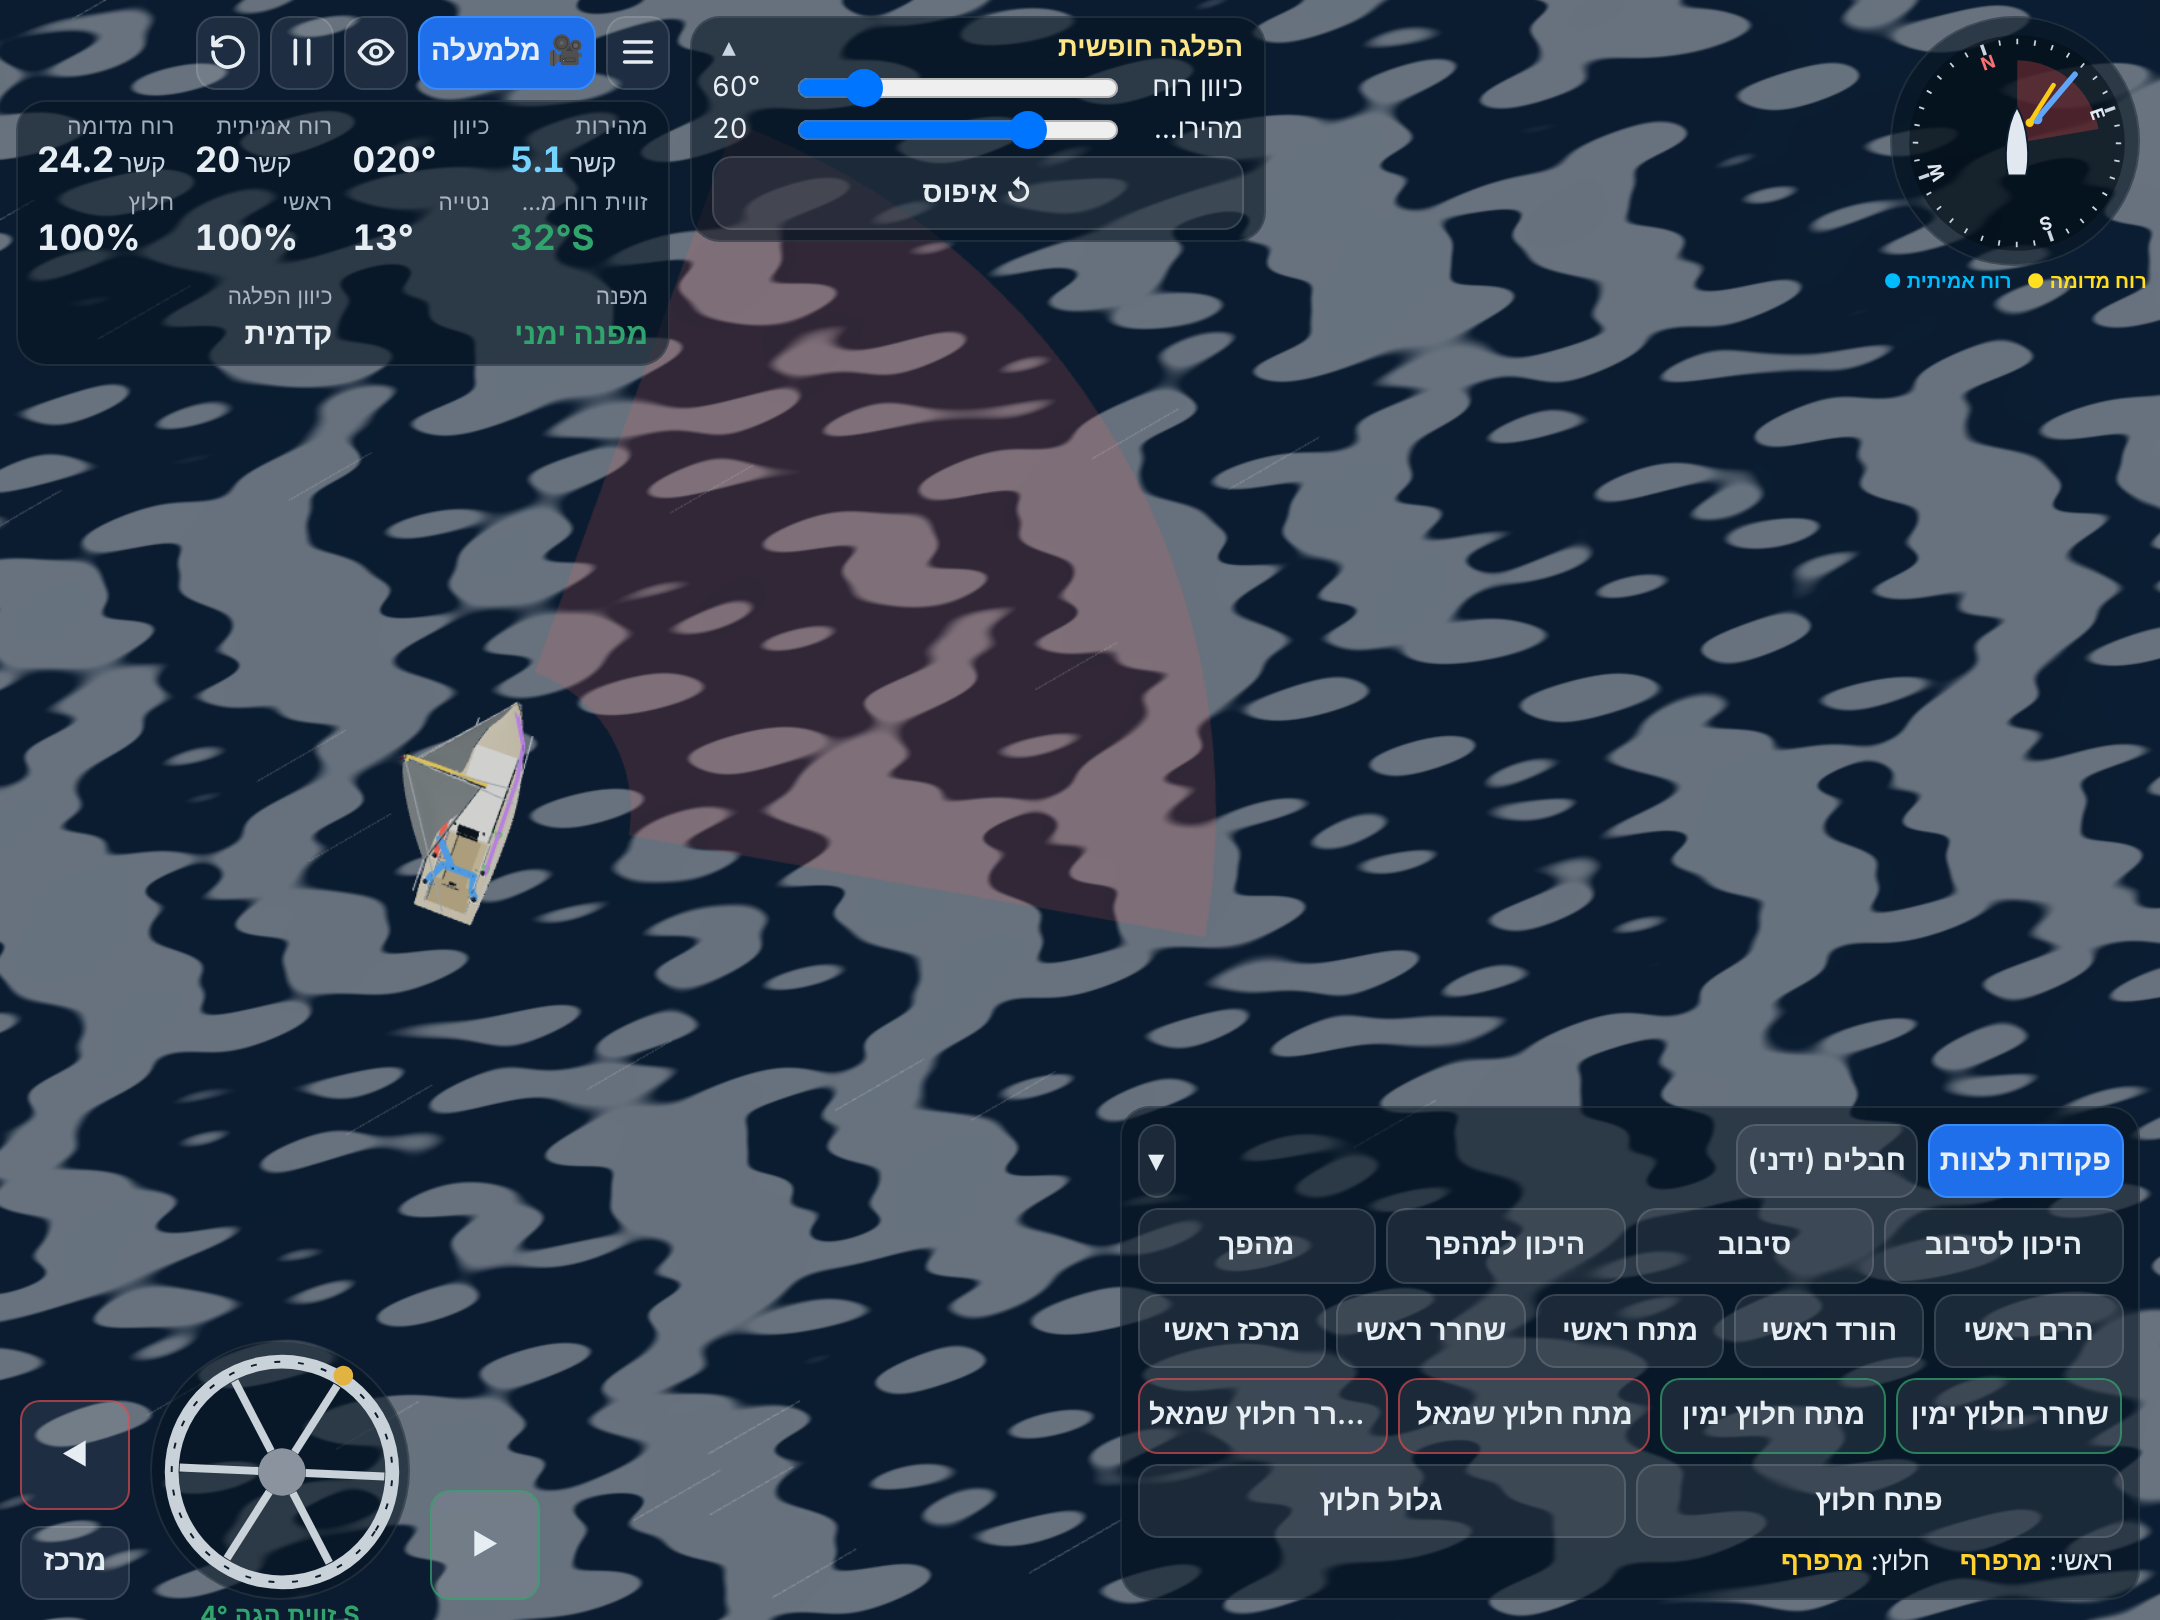 🎥 מלמעלה
מהירות
5.1 קשר
כיוון
020°
רוח אמיתית
20 קשר
רוח מדומה
24.2 קשר
זווית רוח מ...
32°S
נטייה
13°
ראשי
100%
חלוץ
100%
מפנה
מפנה ימני
כיוון הפלגה
קדמית
הפלגה חופשית ▲
כיוון רוח 60°
מהירו... 20
איפוס
N
E
S
W
רוח מדומה
רוח אמיתית
פקודות לצוות
חבלים (ידני)
היכון לסיבוב
סיבוב
היכון למהפך
מהפך
הרם ראשי
הורד ראשי
מתח ראשי
שחרר ראשי
מרכז ראשי
שחרר חלוץ ימין
מתח חלוץ ימין
מתח חלוץ שמאל
...רר חלוץ שמאל
פתח חלוץ
גלול חלוץ
ראשי: מרפרף
חלוץ: מרפרף
מרכז
זווית הגה 4° S